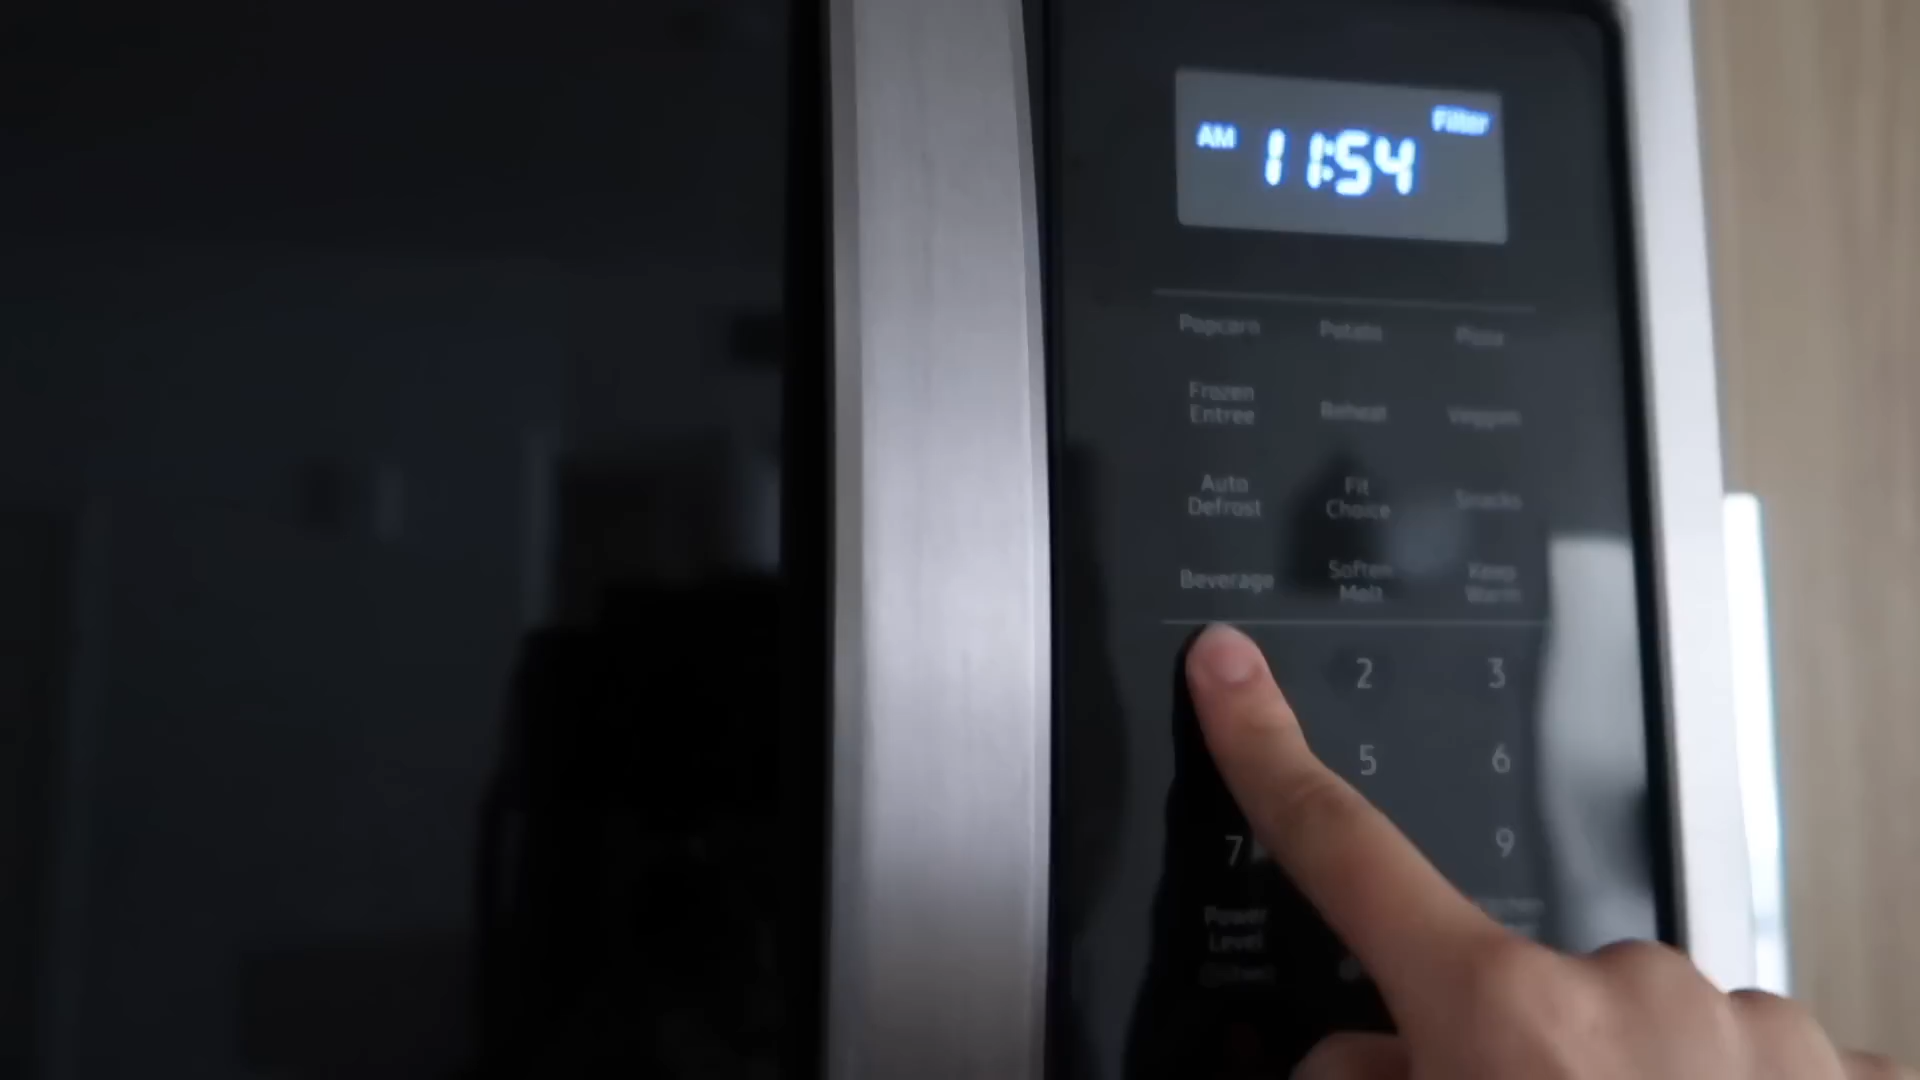 Filter
AM 11:54
Popcorn Potato Pizza
Frozen
Entree
Reheat Veggies
Auto
Defrost
Fit
Choice
Snacks
Beverage
Soften
Melt
Keep
Warm
2 3
5 6
7 9
Power
Level